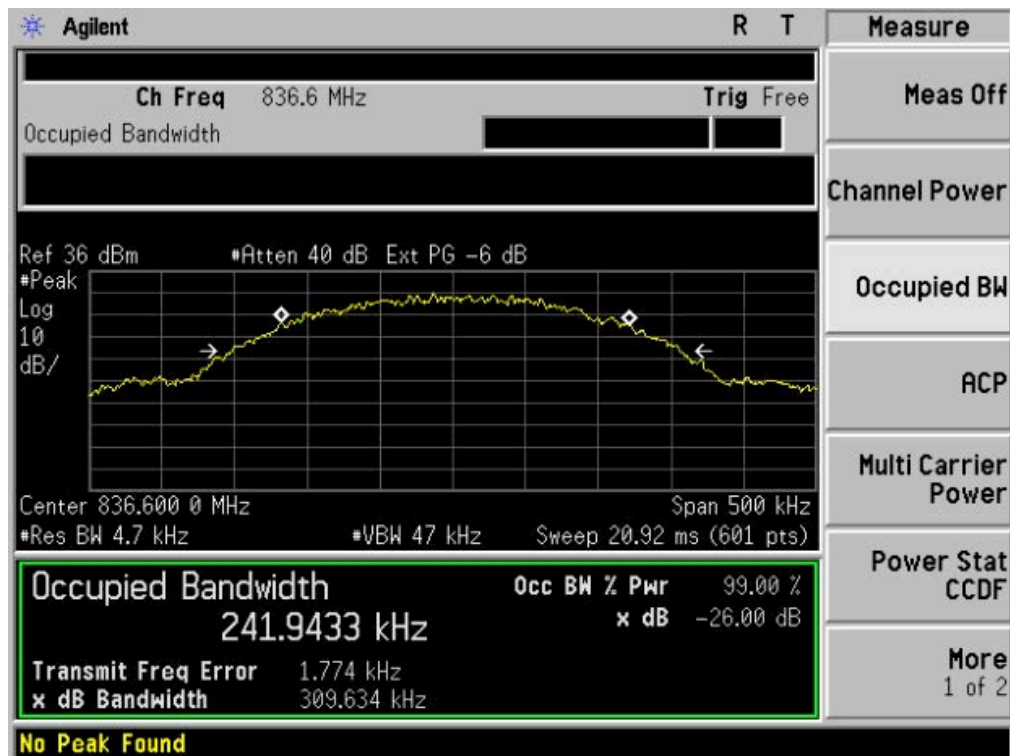 Agilent R T
Measure
Ch Freq 836.6 MHz Trig Free
Occupied Bandwidth
Meas Off
Channel Power
Occupied BW
ACP
Multi Carrier
Power
Power Stat
CCDF
More
1 of 2
Ref 36 dBm #Atten 40 dB Ext PG -6 dB
#Peak
Log
10
dB/
Center 836.600 0 MHz Span 500 kHz
#Res BW 4.7 kHz #VBW 47 kHz Sweep 20.92 ms (601 pts)
Occupied Bandwidth Occ BW % Pwr 99.00 %
241.9433 kHz x dB -26.00 dB
Transmit Freq Error 1.774 kHz
x dB Bandwidth 309.634 kHz
No Peak Found